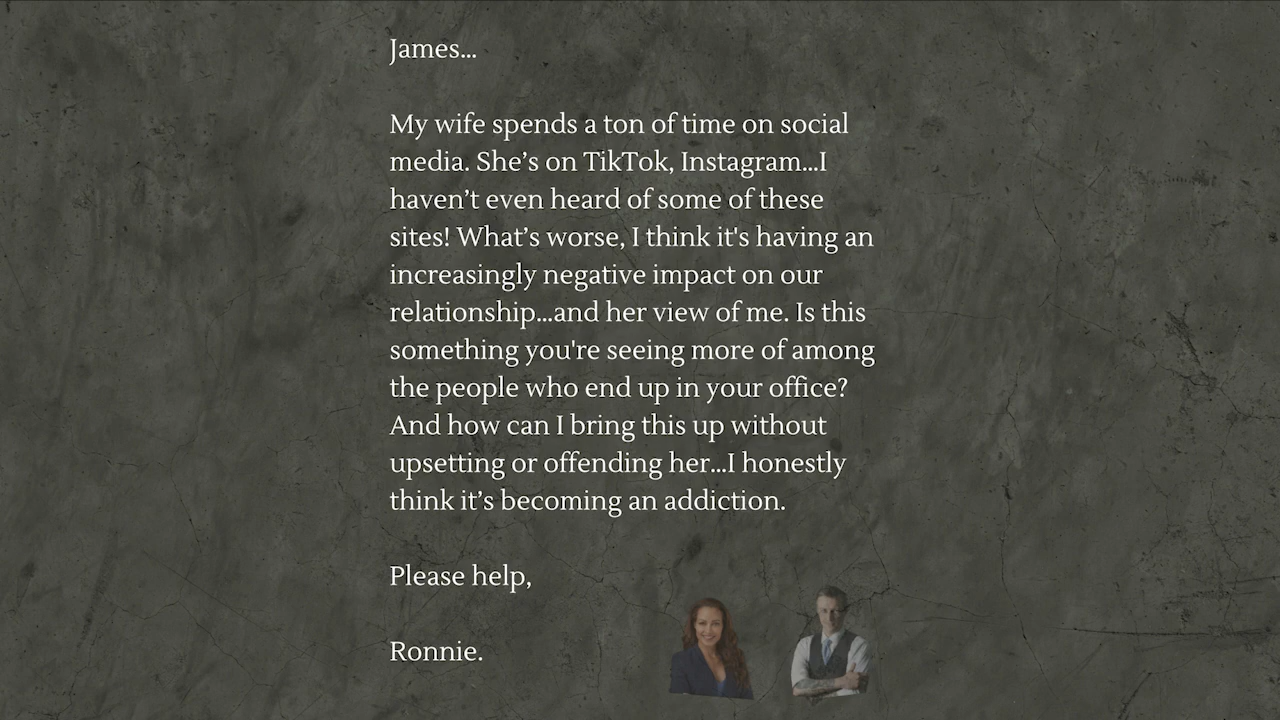 James...
My wife spends a ton of time on social
media. She’s on TikTok, Instagram...I
haven’t even heard of some of these
sites! What’s worse, I think it's having an
increasingly negative impact on our
relationship...and her view of me. Is this
something you're seeing more of among
the people who end up in your office?
And how can I bring this up without
upsetting or offending her...I honestly
think it’s becoming an addiction.
Please help,
Ronnie.